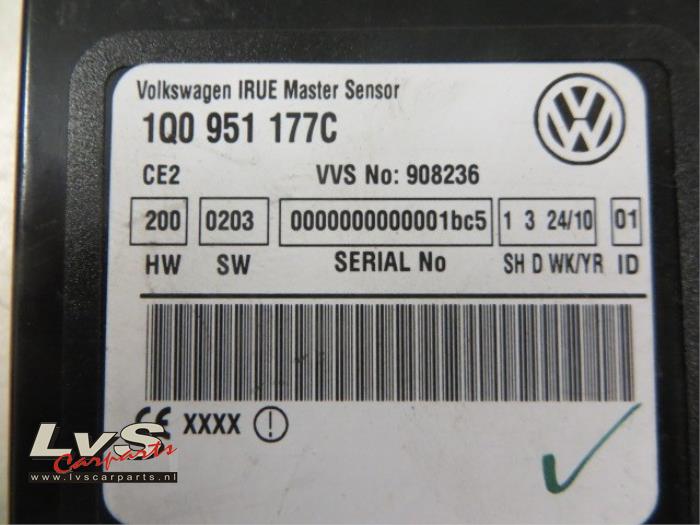 Volkswagen IRUE Master Sensor
1Q0 951 177C
CE2 VVS No: 908236
200 0203 0000000000001bc5 1 3 24/10 01
HW SW SERIAL No SH D WK/YR ID
CE XXXX !
LvS
Carparts
www.lvscarparts.nl